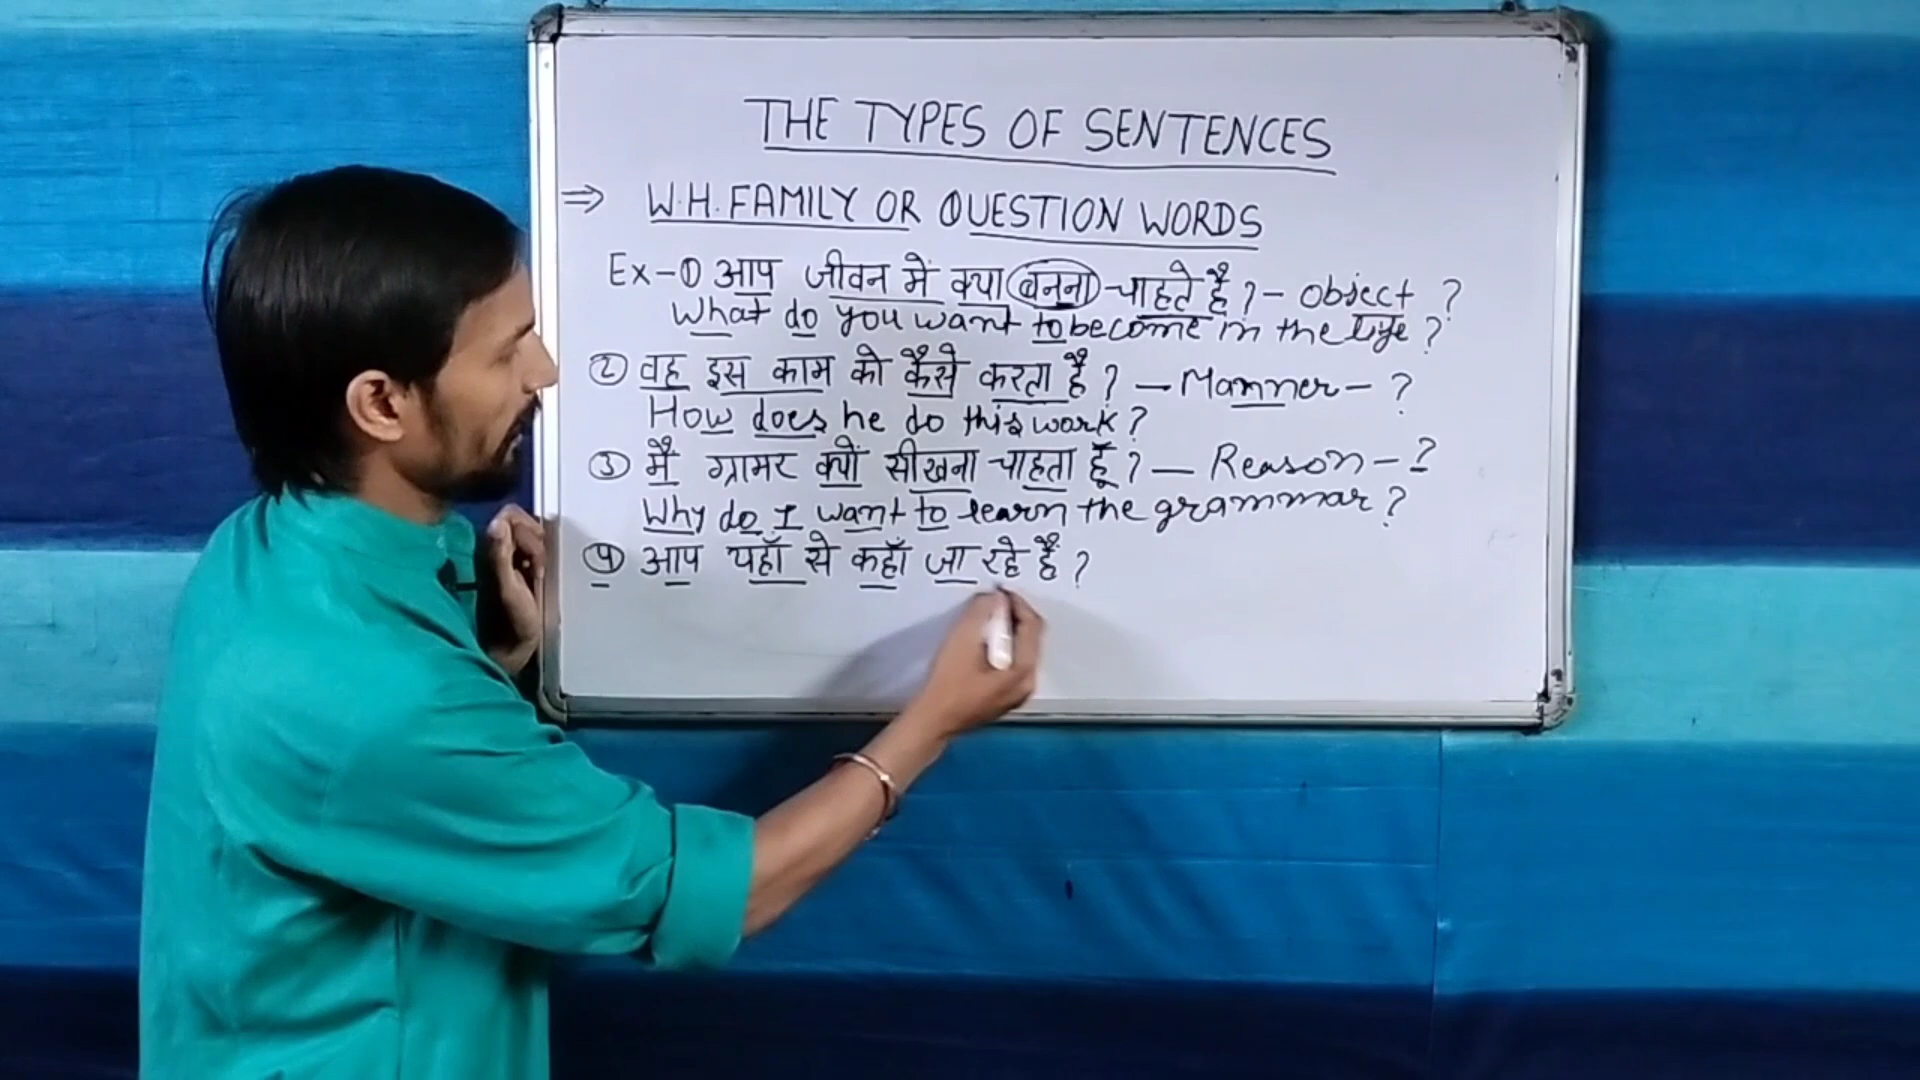 THE TYPES OF SENTENCES
⇒ W.H. FAMILY OR QUESTION WORDS
Ex-① आप जीवन में क्या बनना चाहते हैं? - object ?
What do you want to become in the life ?
② वह इस काम को कैसे करता है ? - Manner - ?
How does he do this work ?
③ मैं ग्रामर क्यों सीखना चाहता हूँ ? - Reason - ?
Why do I want to learn the grammar ?
④ आप यहाँ से कहाँ जा रहे हैं ?